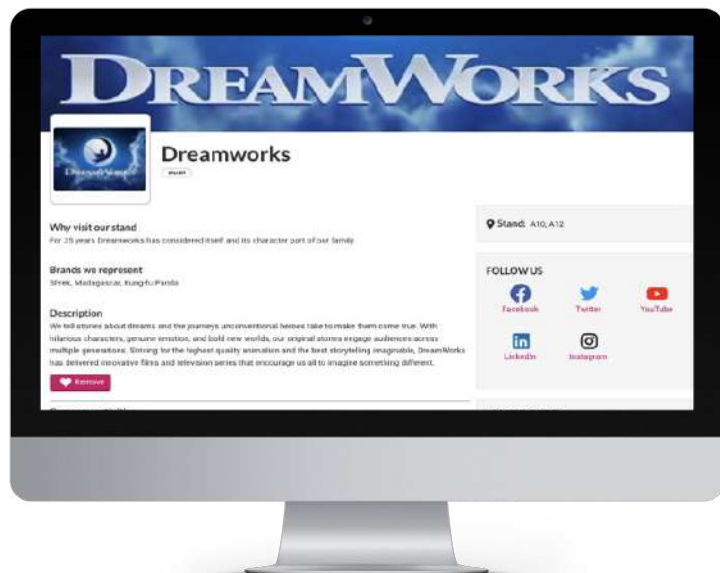 DREAMWORKS
DREAMWORKS
Dreamworks
Why visit our stand
For 25 years Dreamworks has considered itself and its character part of our family
Brands we represent
Shrek, Madagascar, Kung-fu Panda
Description
We tell stories about dreams and the journeys unconventional heroes take to make them come true. With
hilarious characters, genuine emotion, and bold new worlds, our original stories engage audiences across
multiple generations. Striving for the highest quality animation and the best storytelling imaginable, DreamWorks
has delivered innovative films and television series that encourage us all to imagine something different.
Remove
Stand: A10, A12
FOLLOW US
Facebook
Twitter
YouTube
LinkedIn
Instagram